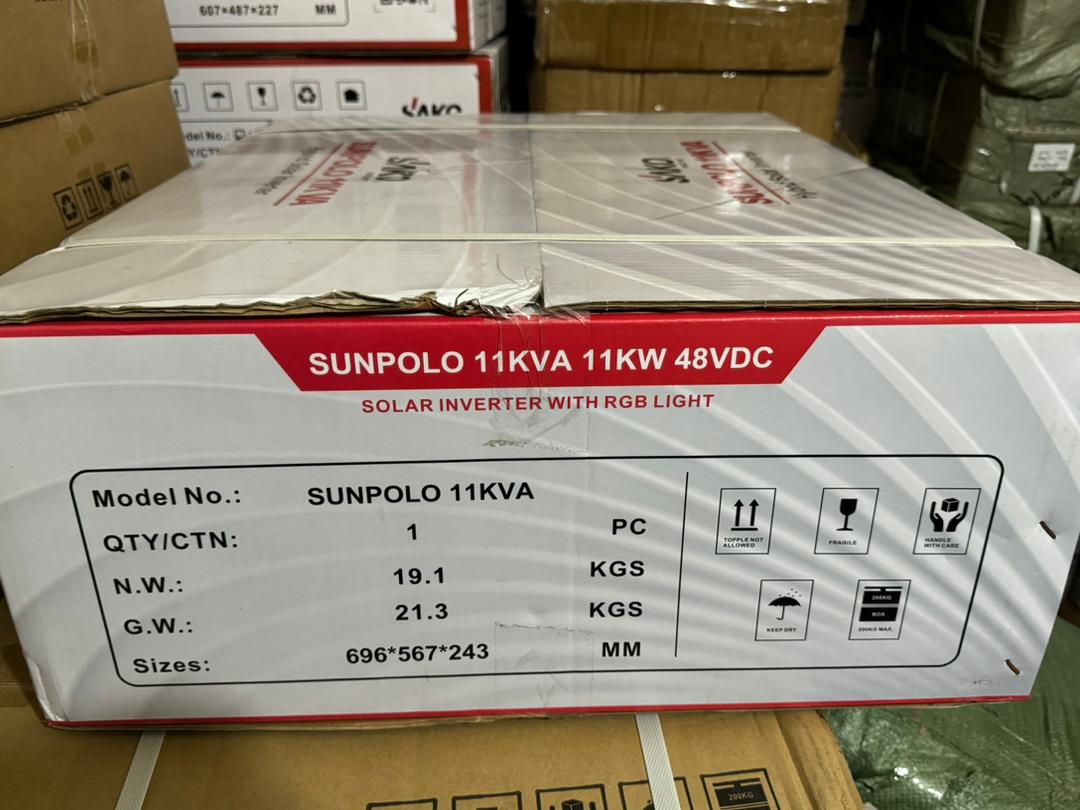 607*487*227 MM
SAKO
SUNPOLO 11KVA 11KW 48VDC
SOLAR INVERTER WITH RGB LIGHT
Model No.: SUNPOLO 11KVA
QTY/CTN: 1 PC
N.W.: 19.1 KGS
G.W.: 21.3 KGS
Sizes: 696*567*243 MM
TOPPLE NOT
ALLOWED
FRAGILE
HANDLE
WITH CARE
KEEP DRY
200KG
BOX
200KG MAX.
200KG